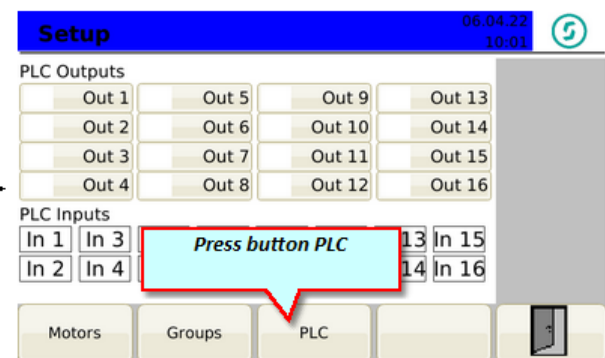 Setup
06.04.22
10:01
PLC Outputs
Out 1 Out 5 Out 9 Out 13
Out 2 Out 6 Out 10 Out 14
Out 3 Out 7 Out 11 Out 15
Out 4 Out 8 Out 12 Out 16
PLC Inputs
In 1 In 3 13 In 15
In 2 In 4 14 In 16
Press button PLC
Motors Groups PLC